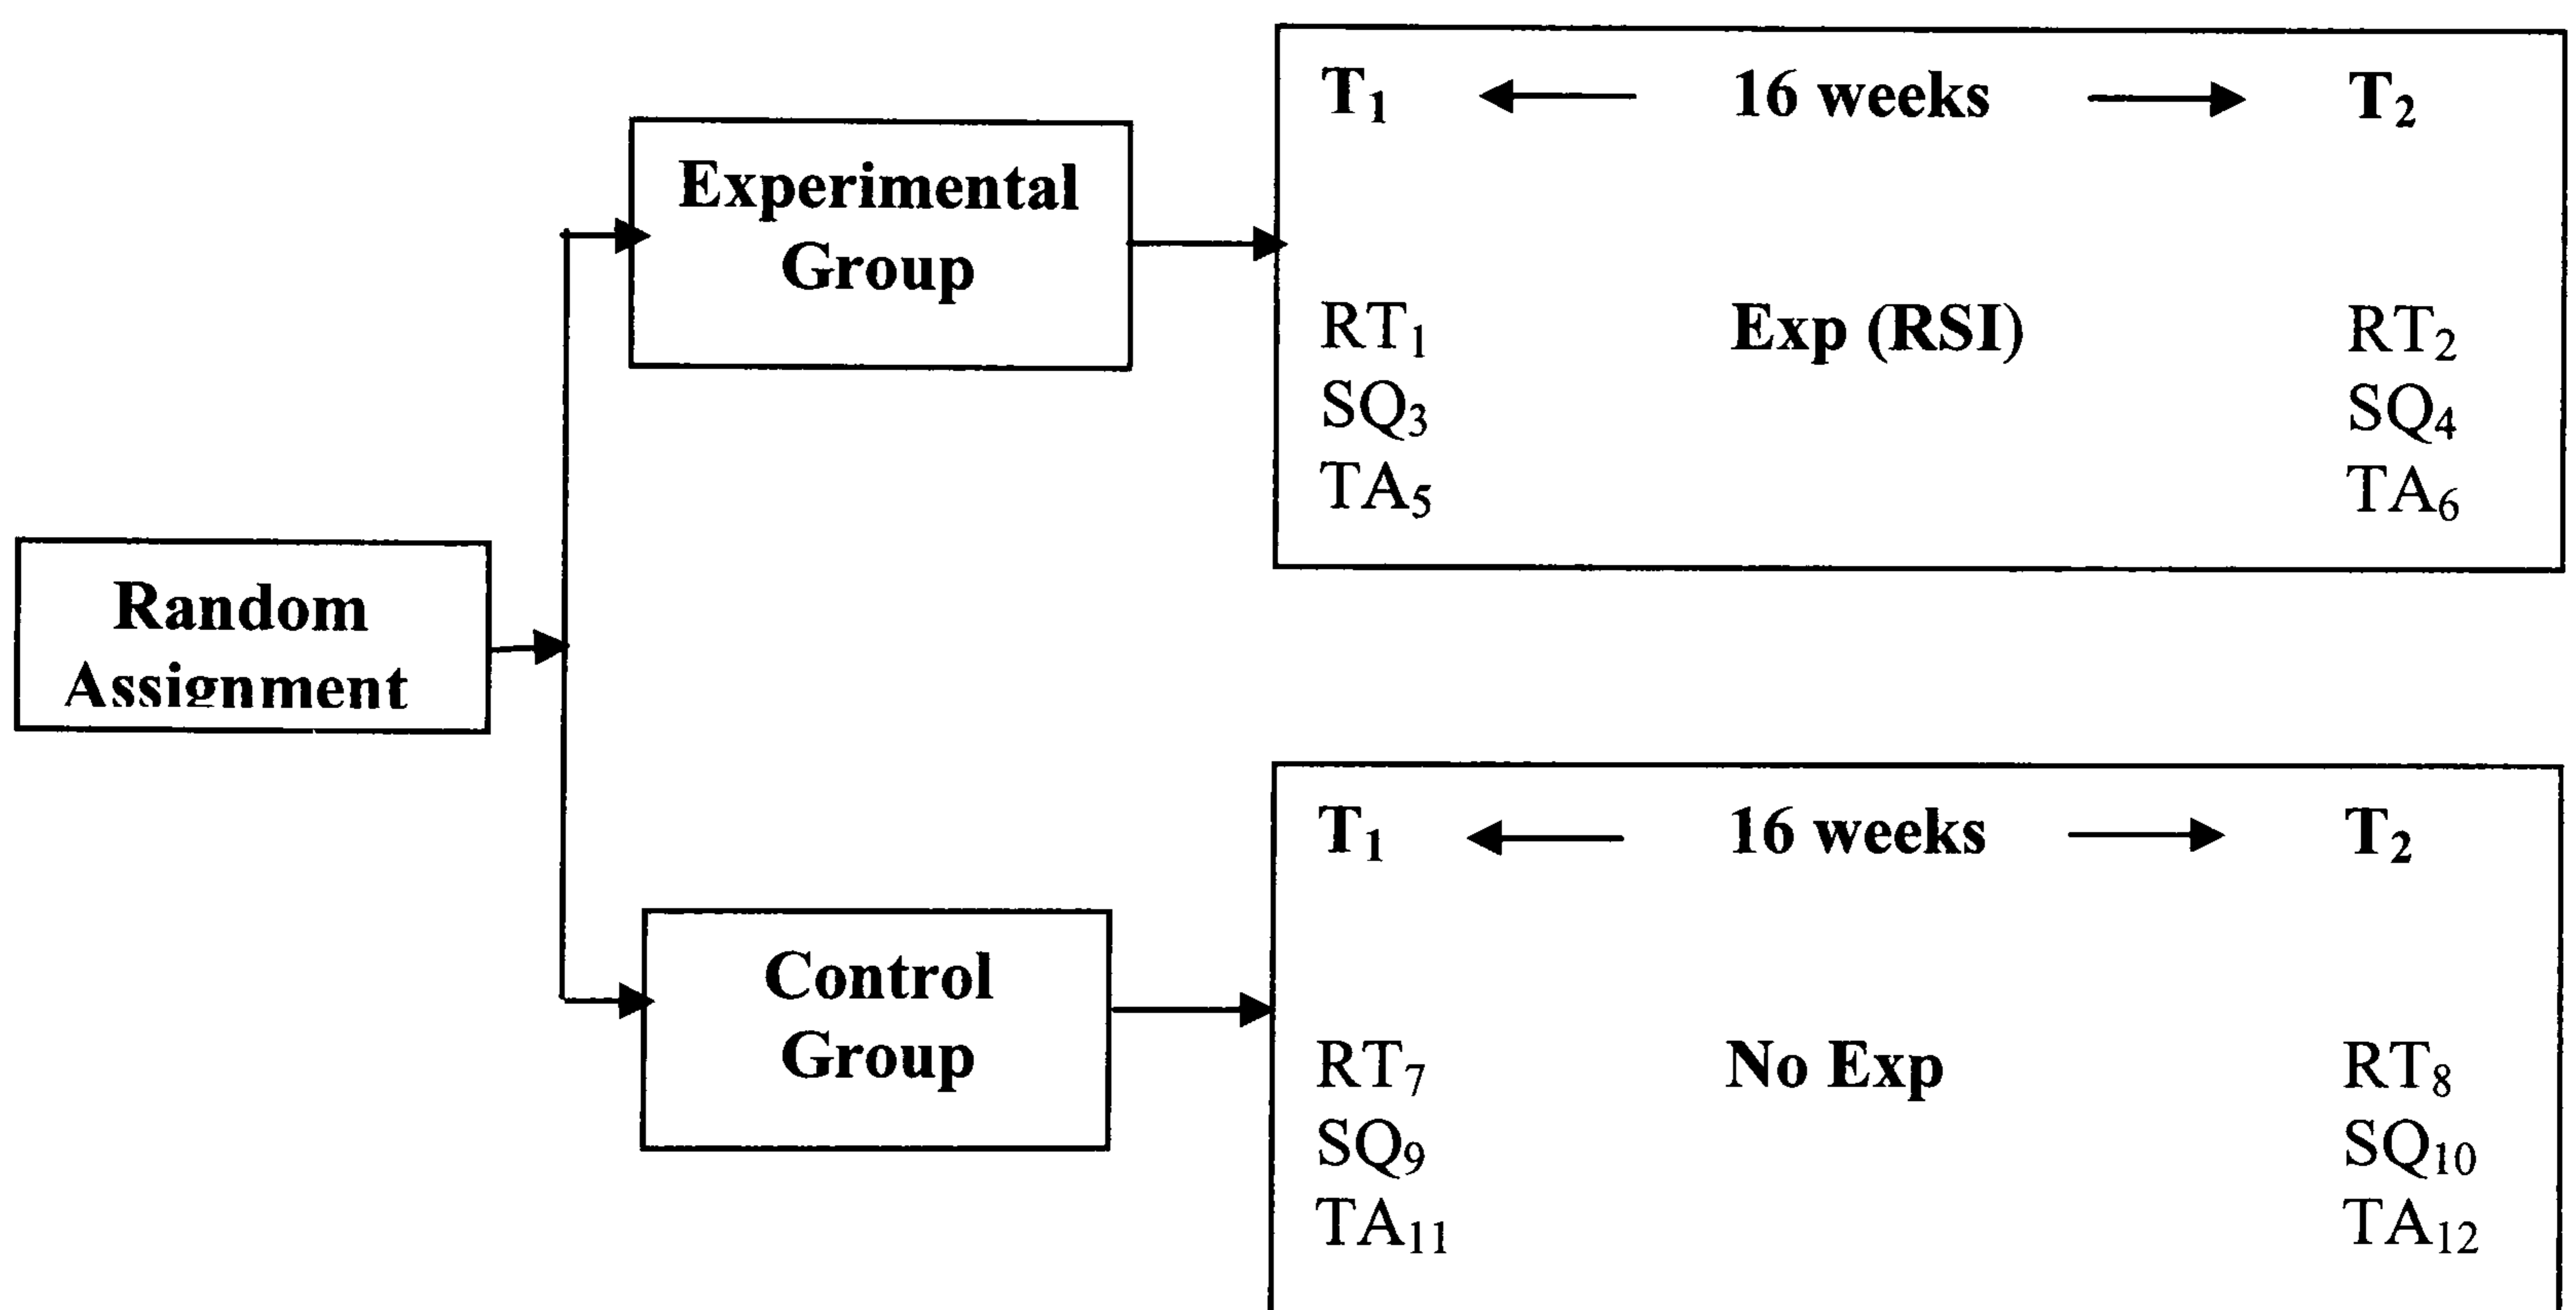 Random
Assignment
Experimental
Group
T₁ ← 16 weeks → T₂
RT₁ Exp (RSI) RT₂
SQ₃ SQ₄
TA₅ TA₆
Control
Group
T₁ ← 16 weeks → T₂
RT₇ No Exp RT₈
SQ₉ SQ₁₀
TA₁₁ TA₁₂